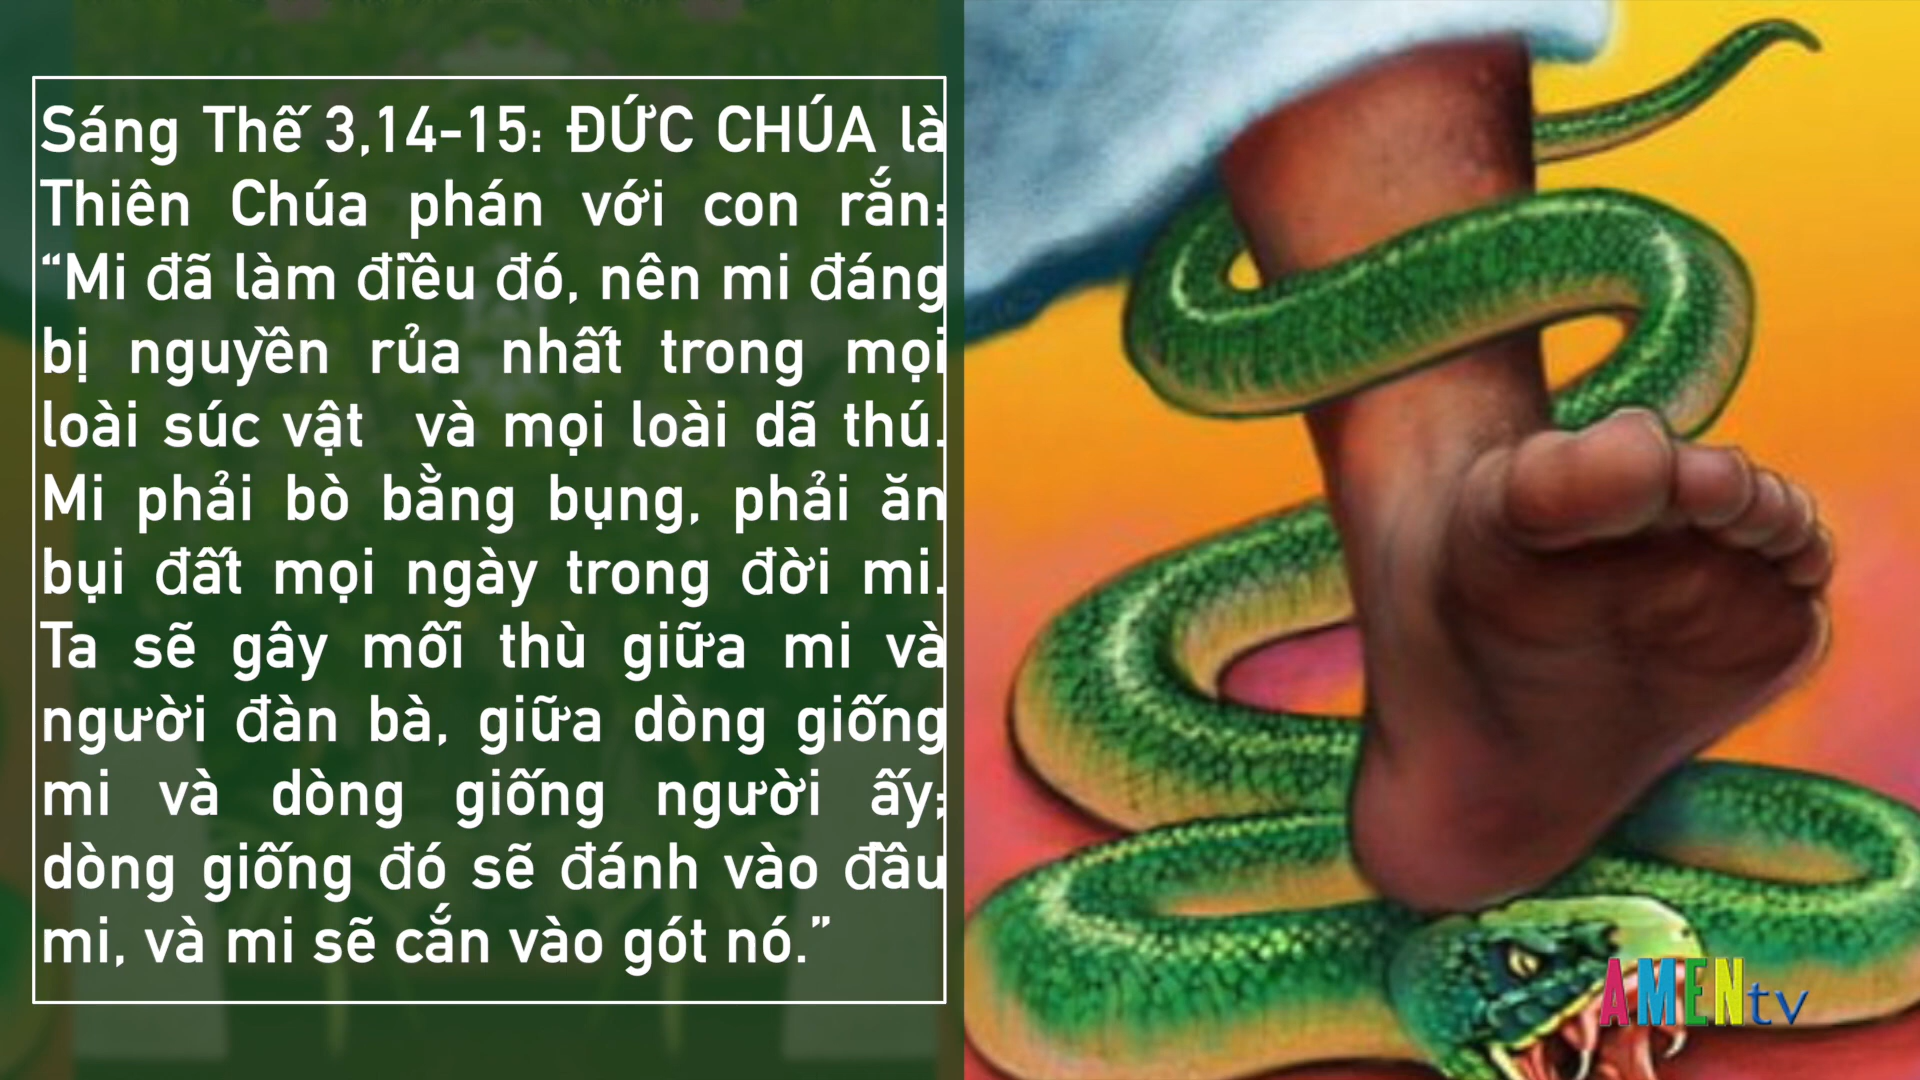 Sáng Thế 3,14-15: ĐỨC CHÚA là
Thiên Chúa phán với con rắn:
“Mi đã làm điều đó, nên mi đáng
bị nguyền rủa nhất trong mọi
loài súc vật và mọi loài dã thú.
Mi phải bò bằng bụng, phải ăn
bụi đất mọi ngày trong đời mi.
Ta sẽ gây mối thù giữa mi và
người đàn bà, giữa dòng giống
mi và dòng giống người ấy;
dòng giống đó sẽ đánh vào đầu
mi, và mi sẽ cắn vào gót nó.”
AMENtv